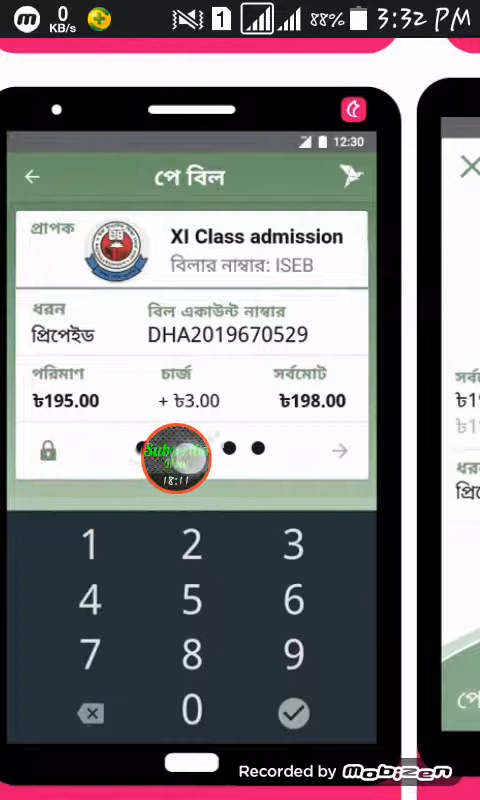 0 KB/s 1 88% 3:32 PM
12:30
পে বিল
প্রাপক
XI Class admission
বিলার নাম্বার: ISEB
ধরন বিল একাউন্ট নাম্বার
প্রিপেইড DHA2019670529
পরিমাণ চার্জ সর্বমোট
৳195.00 + ৳3.00 ৳198.00
18:11
1 2 3
4 5 6
7 8 9
0
Recorded by mobizen